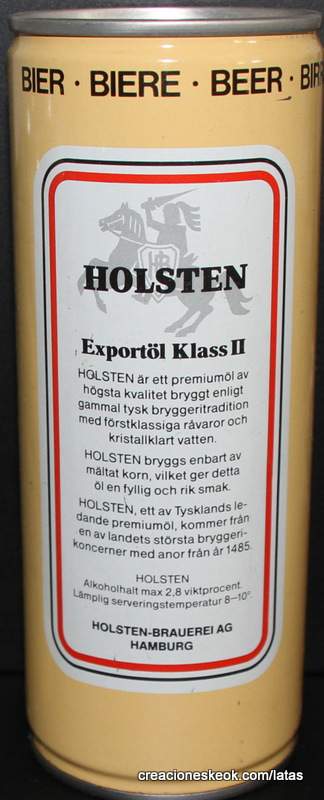 BIER · BIERE · BEER · BIR
HB
HOLSTEN
Exportöl Klass II
HOLSTEN är ett premiumöl av
högsta kvalitet bryggt enligt
gammal tysk bryggeritradition
med förstklassiga råvaror och
kristallklart vatten.
HOLSTEN bryggs enbart av
mältat korn, vilket ger detta
öl en fyllig och rik smak.
HOLSTEN, ett av Tysklands le-
dande premiumöl, kommer från
en av landets största bryggeri-
koncerner med anor från år 1485.
HOLSTEN
Alkoholhalt max 2,8 viktprocent.
Lämplig serveringstemperatur 8–10°.
HOLSTEN-BRAUEREI AG
HAMBURG
creacioneskeok.com/latas